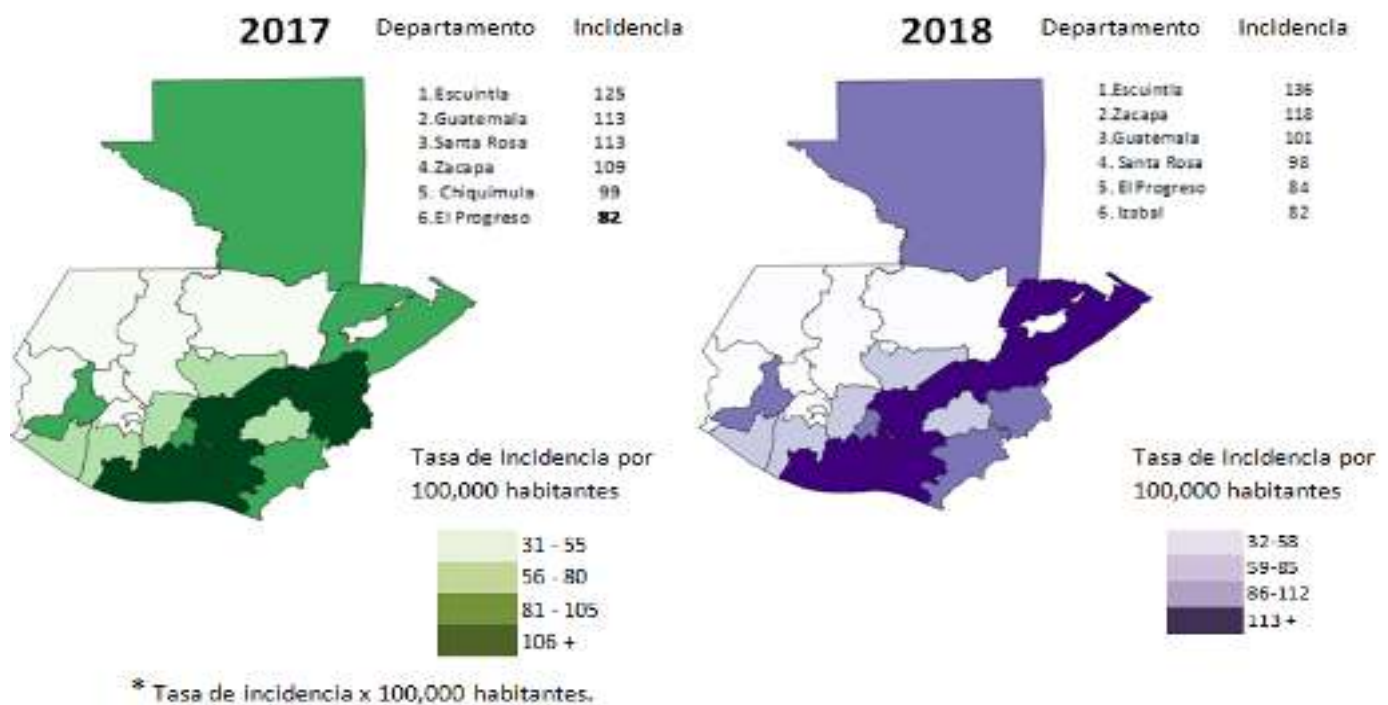 2017 Departamento Incidencia
1.Escuintla 125
2.Guatemala 113
3.Santa Rosa 113
4.Zacapa 109
5. Chiquimula 99
6.El Progreso 82
Tasa de Incidencia por
100,000 habitantes
31 - 55
56 - 80
81 - 105
106 +
* Tasa de incidencia x 100,000 habitantes.
2018 Departamento Incidencia
1.Escuintla 136
2.Zacapa 118
3.Guatemala 101
4. Santa Rosa 98
5. El Progreso 84
6. Izabal 82
Tasa de Incidencia por
100,000 habitantes
32-58
59-85
86-112
113 +